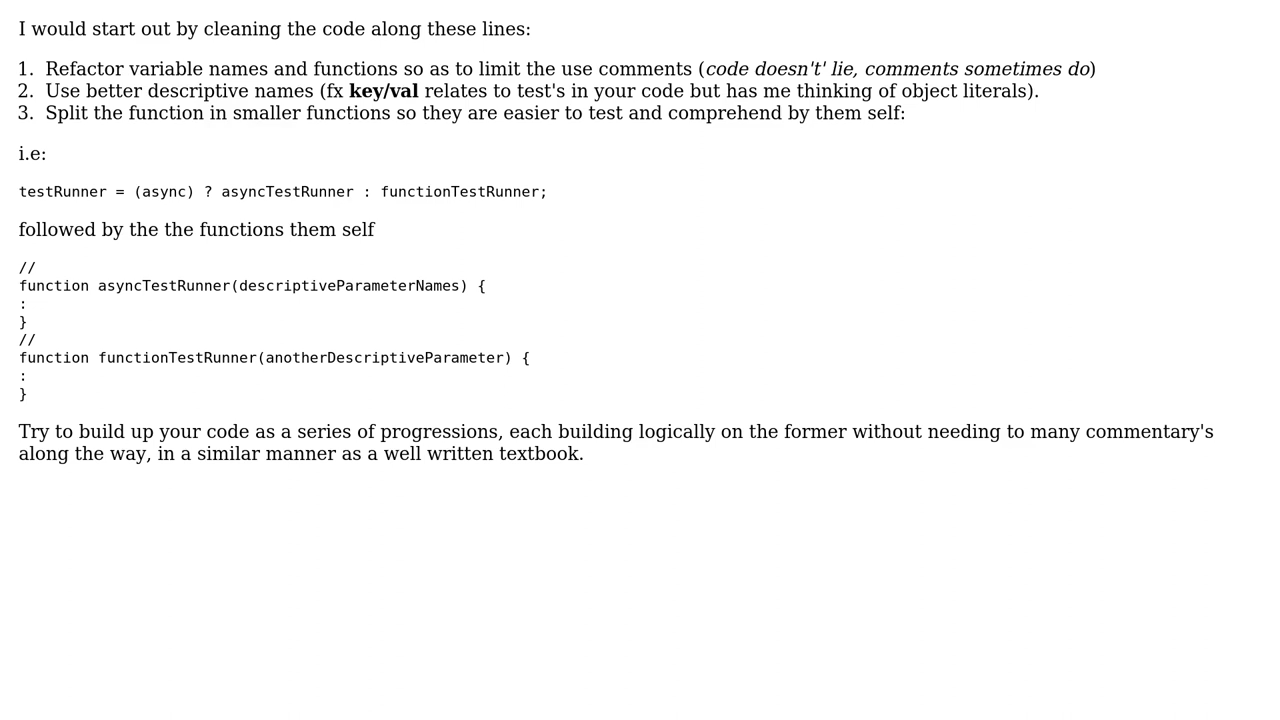 I would start out by cleaning the code along these lines:
1. Refactor variable names and functions so as to limit the use comments (code doesn't' lie, comments sometimes do)
2. Use better descriptive names (fx key/val relates to test's in your code but has me thinking of object literals).
3. Split the function in smaller functions so they are easier to test and comprehend by them self:
i.e:
testRunner = (async) ? asyncTestRunner : functionTestRunner;
followed by the the functions them self
//
function asyncTestRunner(descriptiveParameterNames) {
:
}
//
function functionTestRunner(anotherDescriptiveParameter) {
:
}
Try to build up your code as a series of progressions, each building logically on the former without needing to many commentary's
along the way, in a similar manner as a well written textbook.